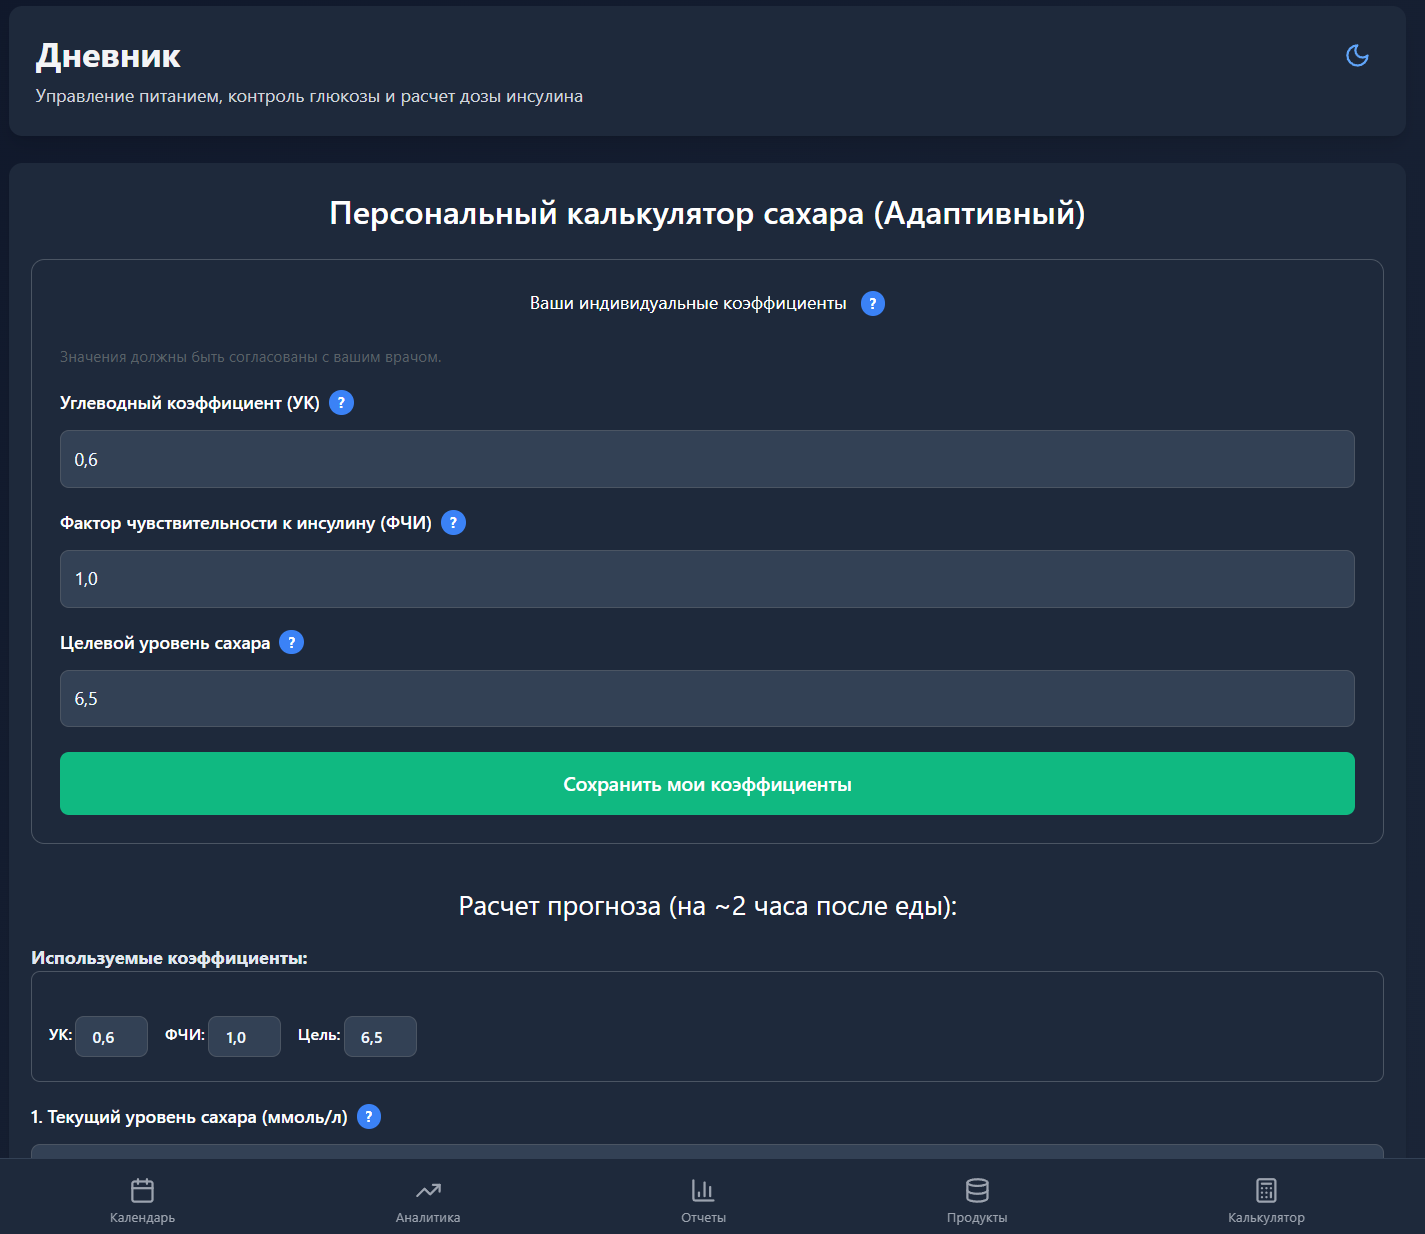 Дневник
Управление питанием, контроль глюкозы и расчет дозы инсулина
Персональный калькулятор сахара (Адаптивный)
Ваши индивидуальные коэффициенты ?
Значения должны быть согласованы с вашим врачом.
Углеводный коэффициент (УК) ?
0,6
Фактор чувствительности к инсулину (ФЧИ) ?
1,0
Целевой уровень сахара ?
6,5
Сохранить мои коэффициенты
Расчет прогноза (на ~2 часа после еды):
Используемые коэффициенты:
УК: 0,6 ФЧИ: 1,0 Цель: 6,5
1. Текущий уровень сахара (ммоль/л) ?
Календарь Аналитика Отчеты Продукты Калькулятор